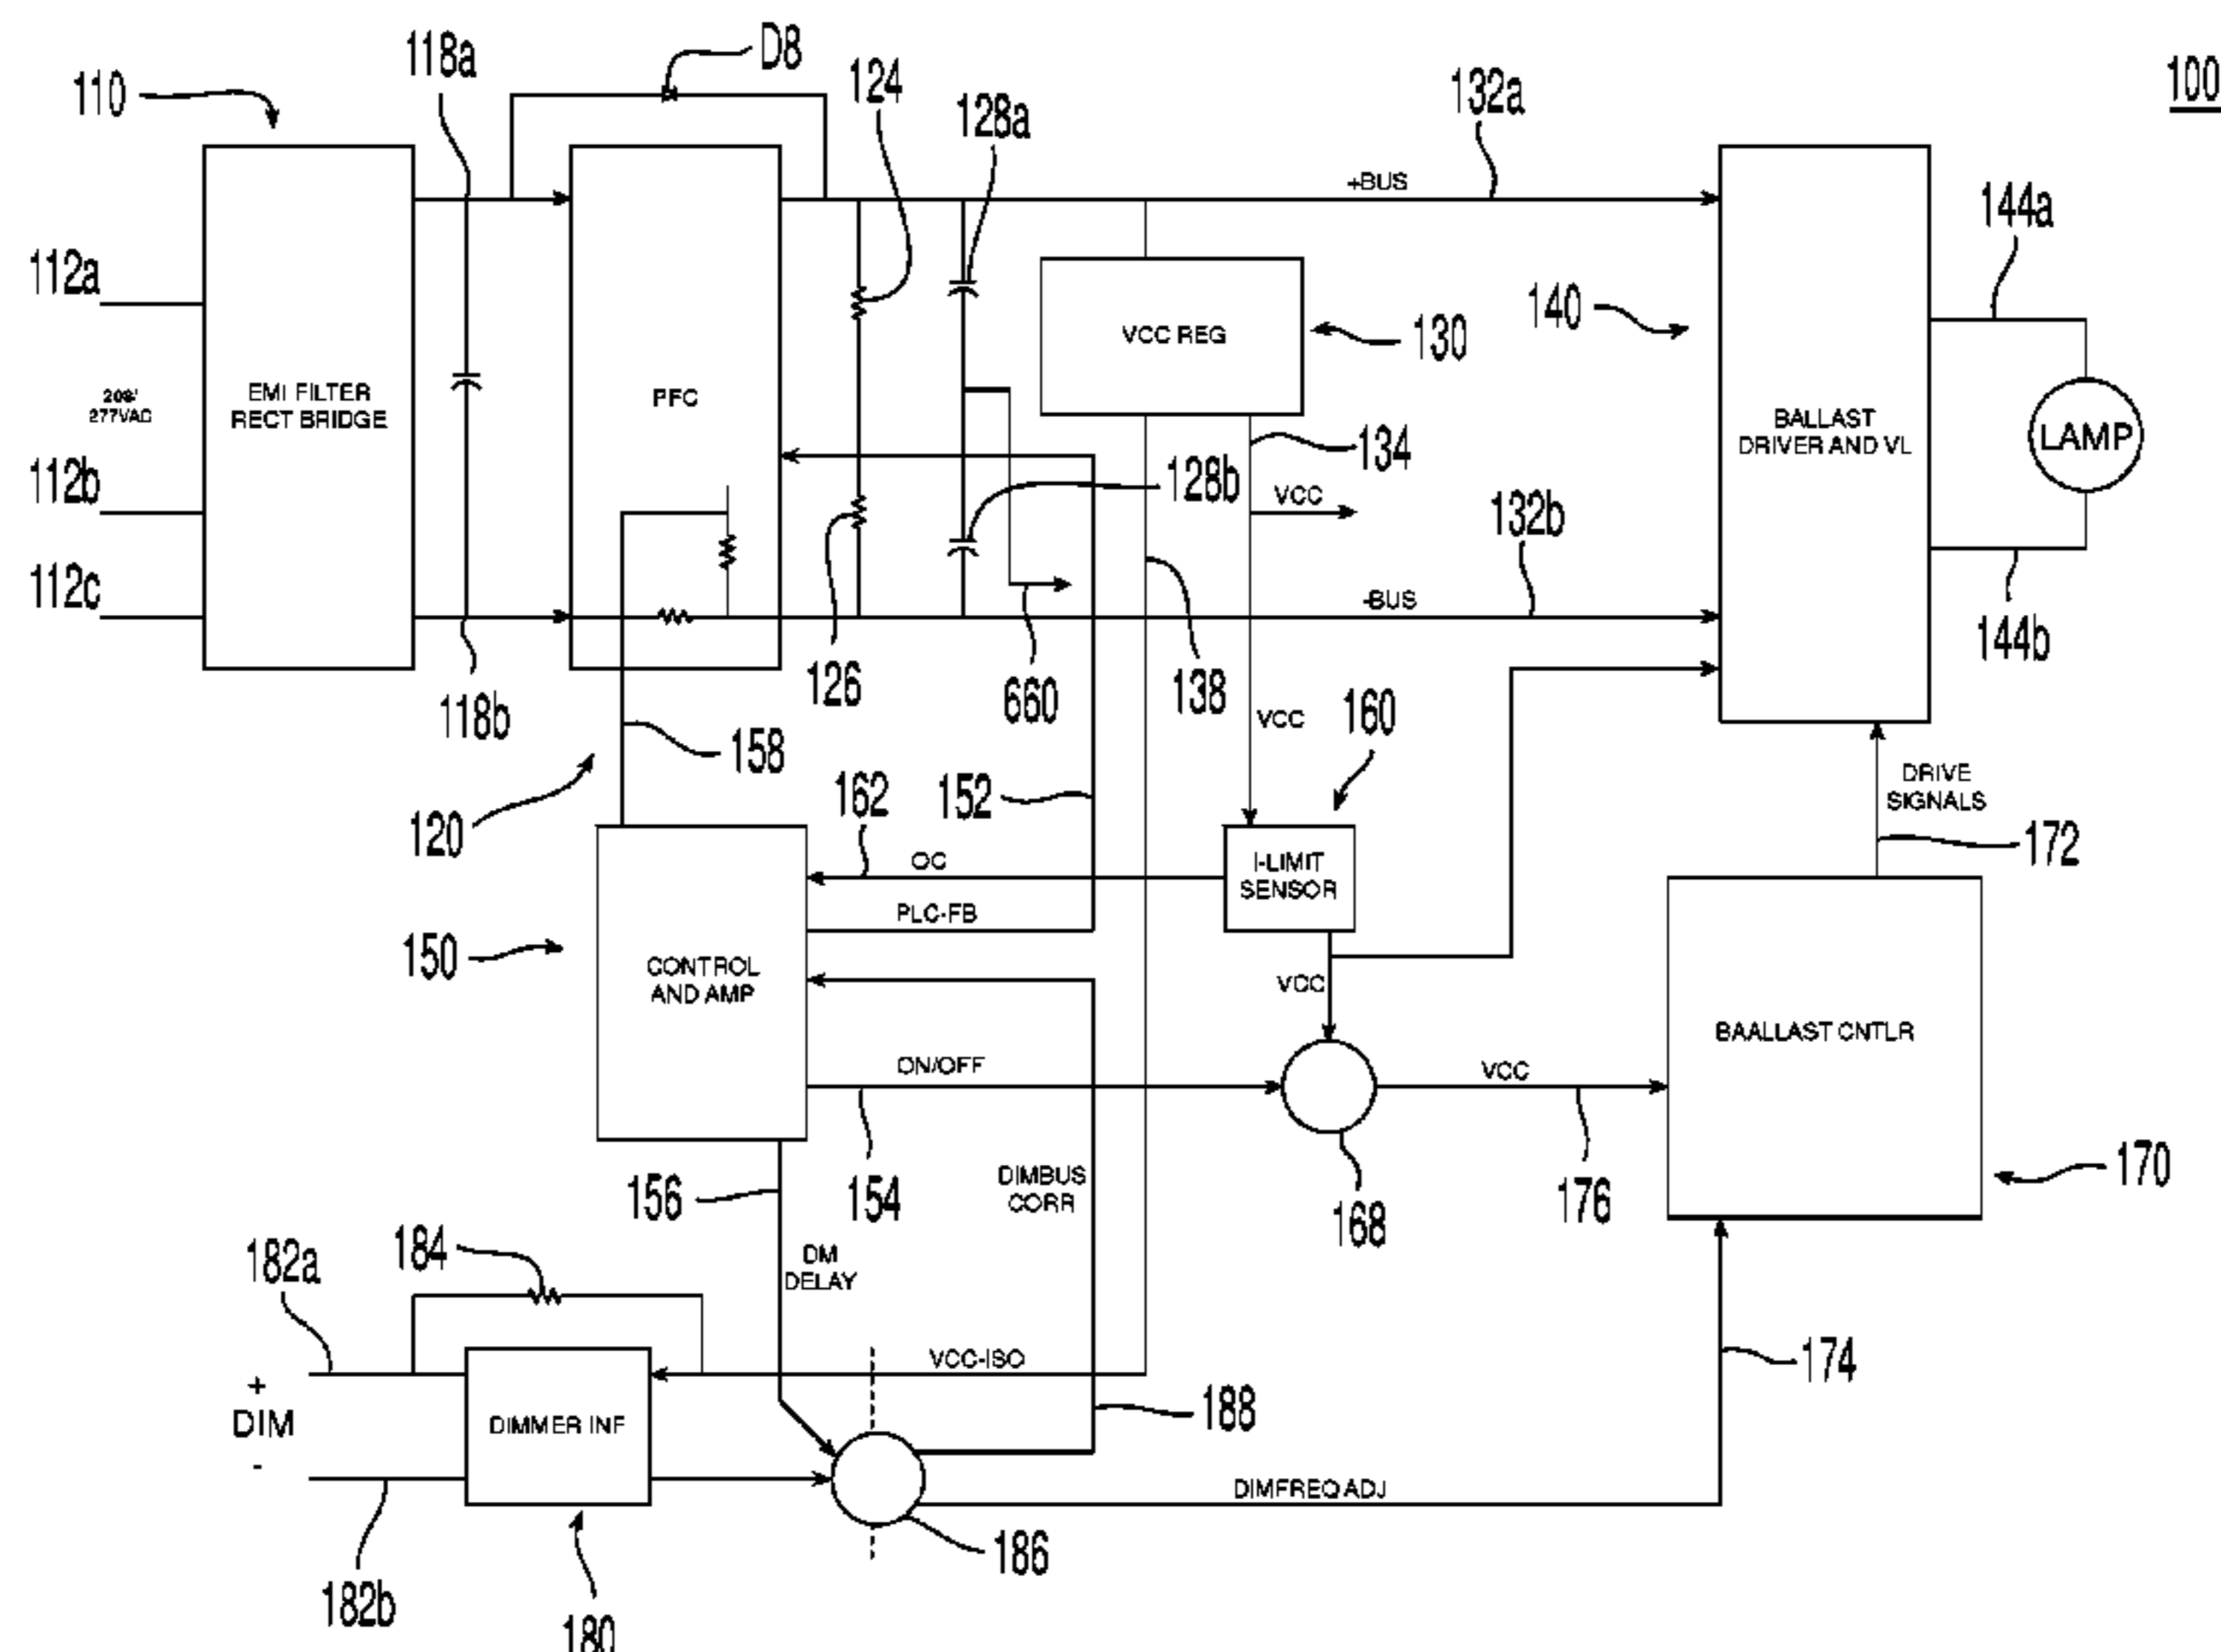 100
118a
D8
124
128a
132a
110
+BUS
144a
112a
VCC REG
130
140
208/
277VAC
EMI FILTER
RECT BRIDGE
PFC
BALLAST
DRIVER AND VL
LAMP
134
112b
128b
VCC
132b
112c
-BUS
118b
126
660
138
144b
158
VCC
160
120
162
152
DRIVE
SIGNALS
172
OC
I-LIMIT
SENSOR
PLC-FB
150
CONTROL
AND AMP
VCC
BAALLAST CNTLR
ON/OFF
VCC
156
154
DIMBUS
CORR
168
176
170
184
182a
DM
DELAY
VCC-ISO
174
+
DIM
-
DIMMER INF
188
DIMFREQ ADJ
182b
186
180